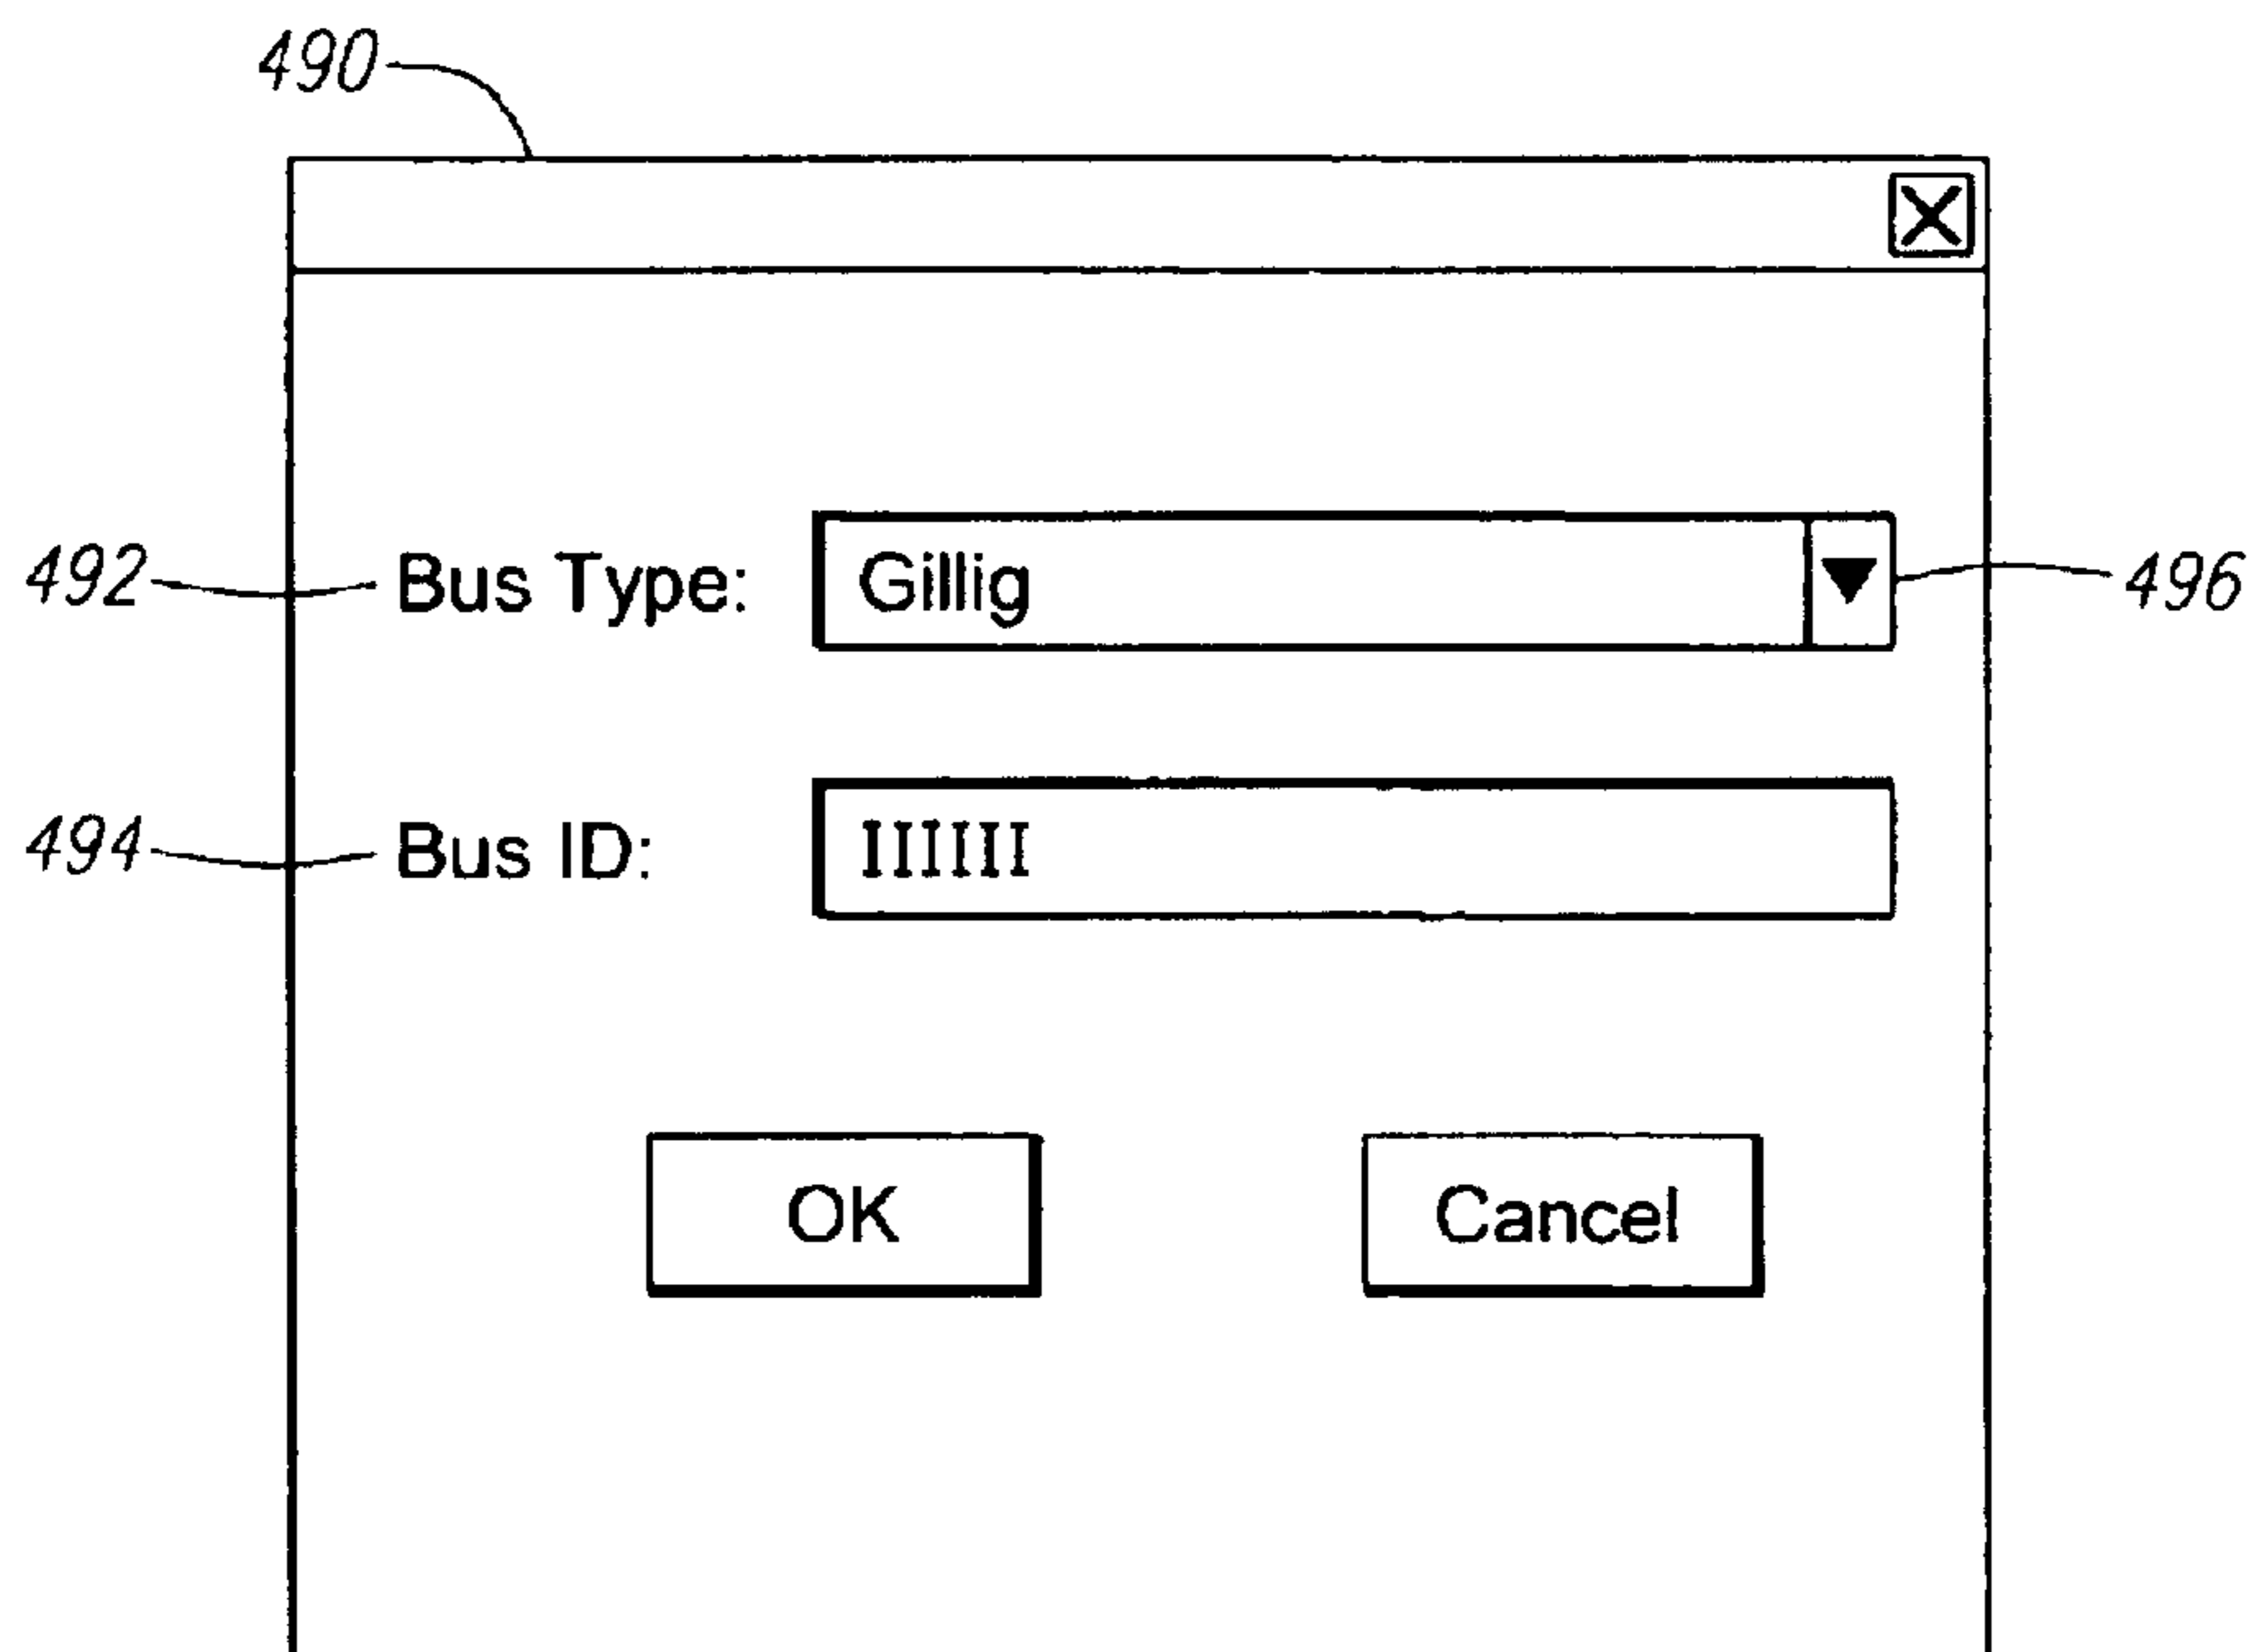 490
X
492 Bus Type: Gillig 496
494 Bus ID: IIIIII
OK Cancel